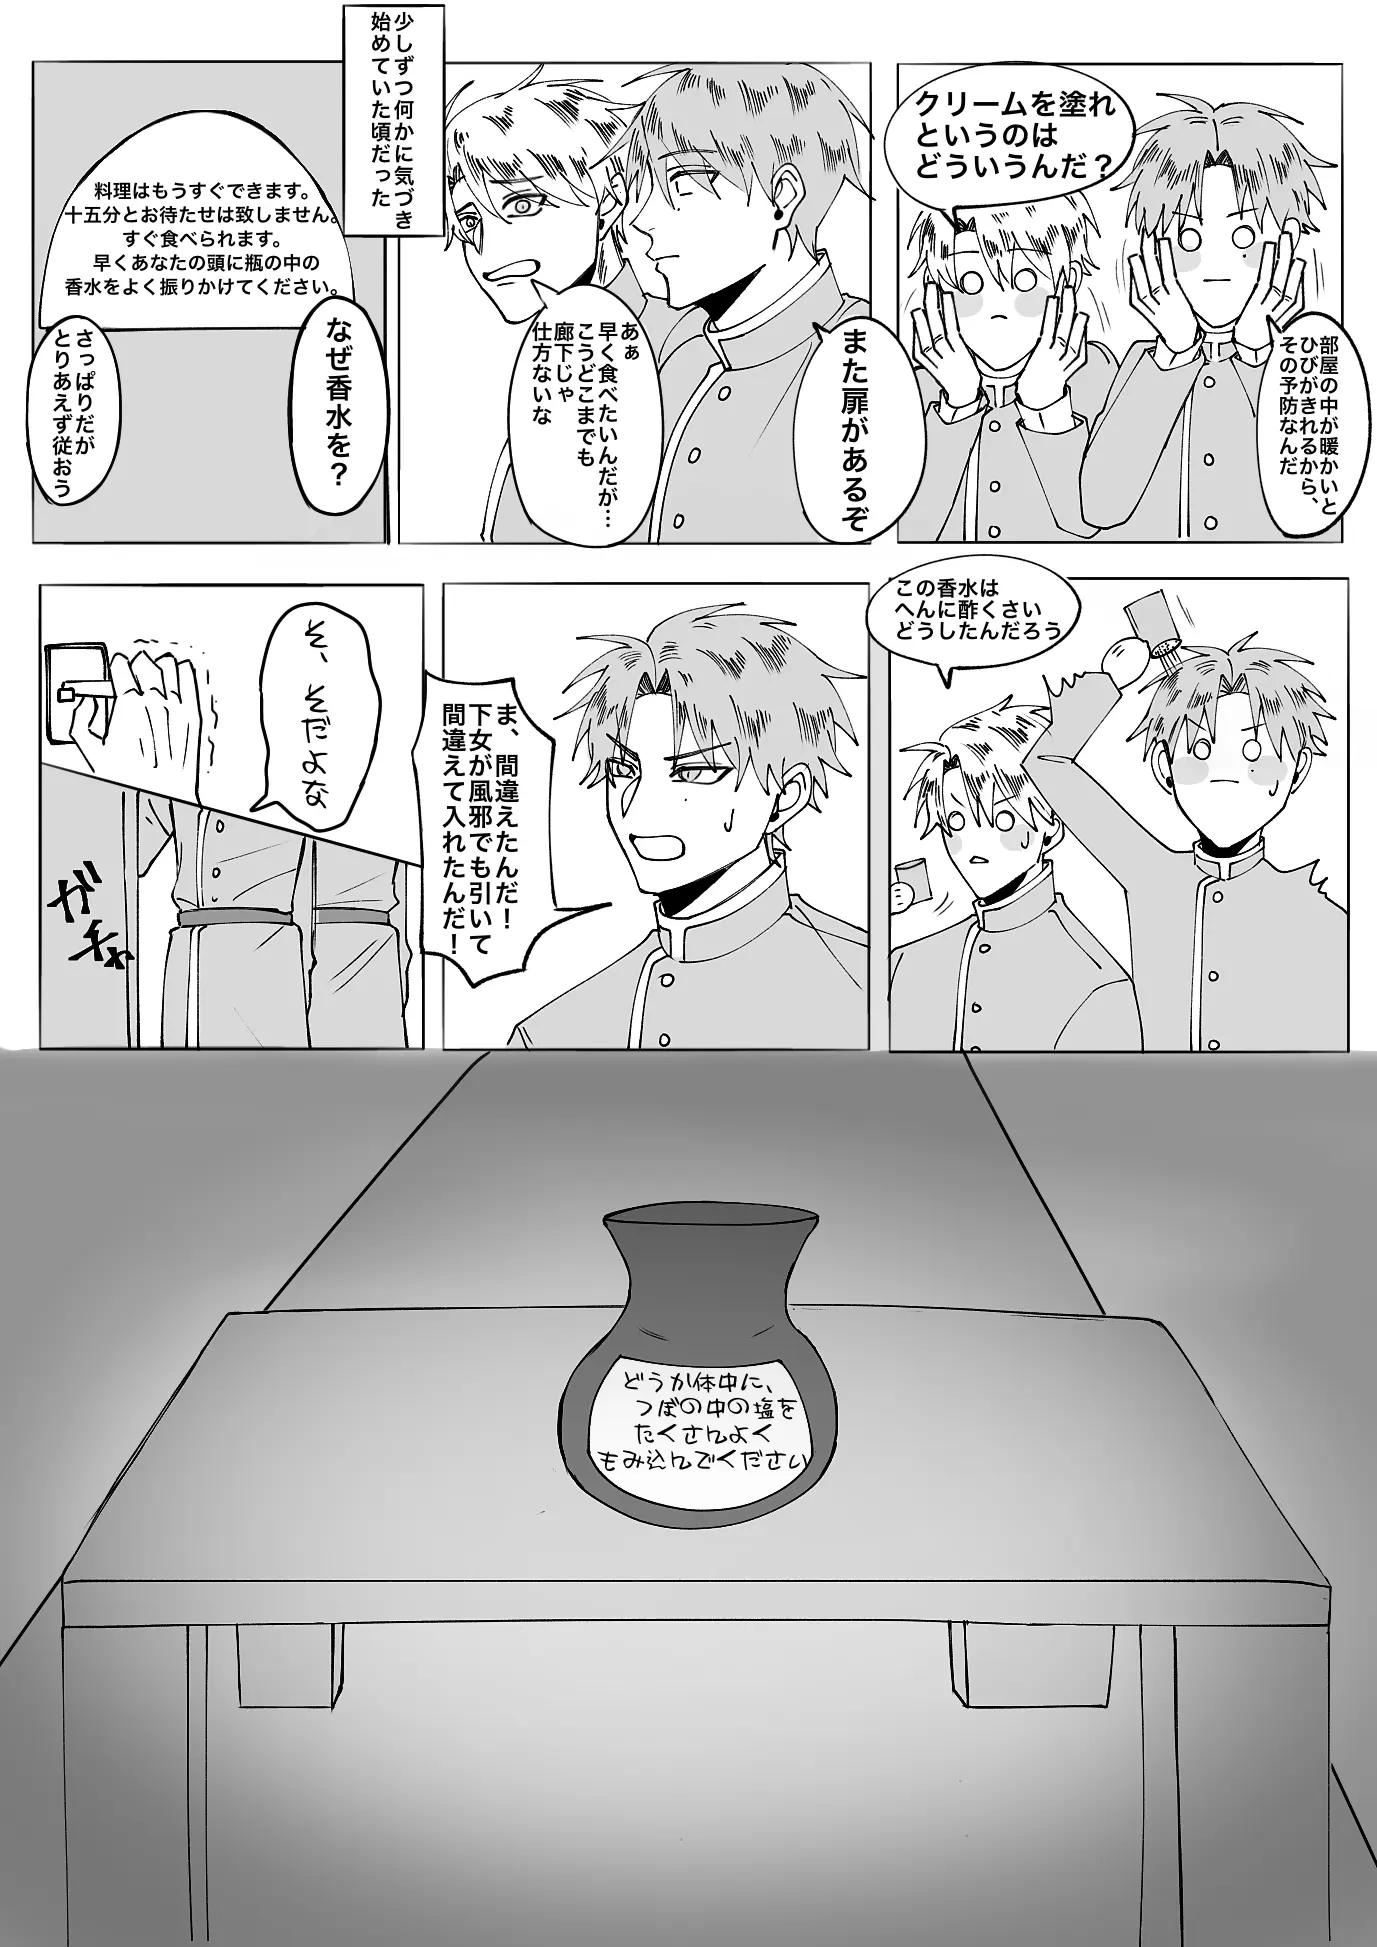 クリームを塗れ
というのは
どういうんだ？
部屋の中が暖かいと
ひびがきれるから、
その予防なんだ
また扉があるぞ
あぁ
早く食べたいんだが…
こうどこまでも
廊下じゃ
仕方ないな
少しずつ何かに気づき
始めていた頃だった
料理はもうすぐできます。
十五分とお待たせは致しません。
すぐ食べられます。
早くあなたの頭に瓶の中の
香水をよく振りかけてください。
なぜ香水を？
さっぱりだが
とりあえず従おう
この香水は
へんに酢くさい
どうしたんだろう
ま、間違えたんだ！
下女が風邪でも引いて
間違えて入れたんだ！
そ、そだよな
ガチャ
どうか体中に、
つぼの中の塩を
たくさんよく
もみ込んでください